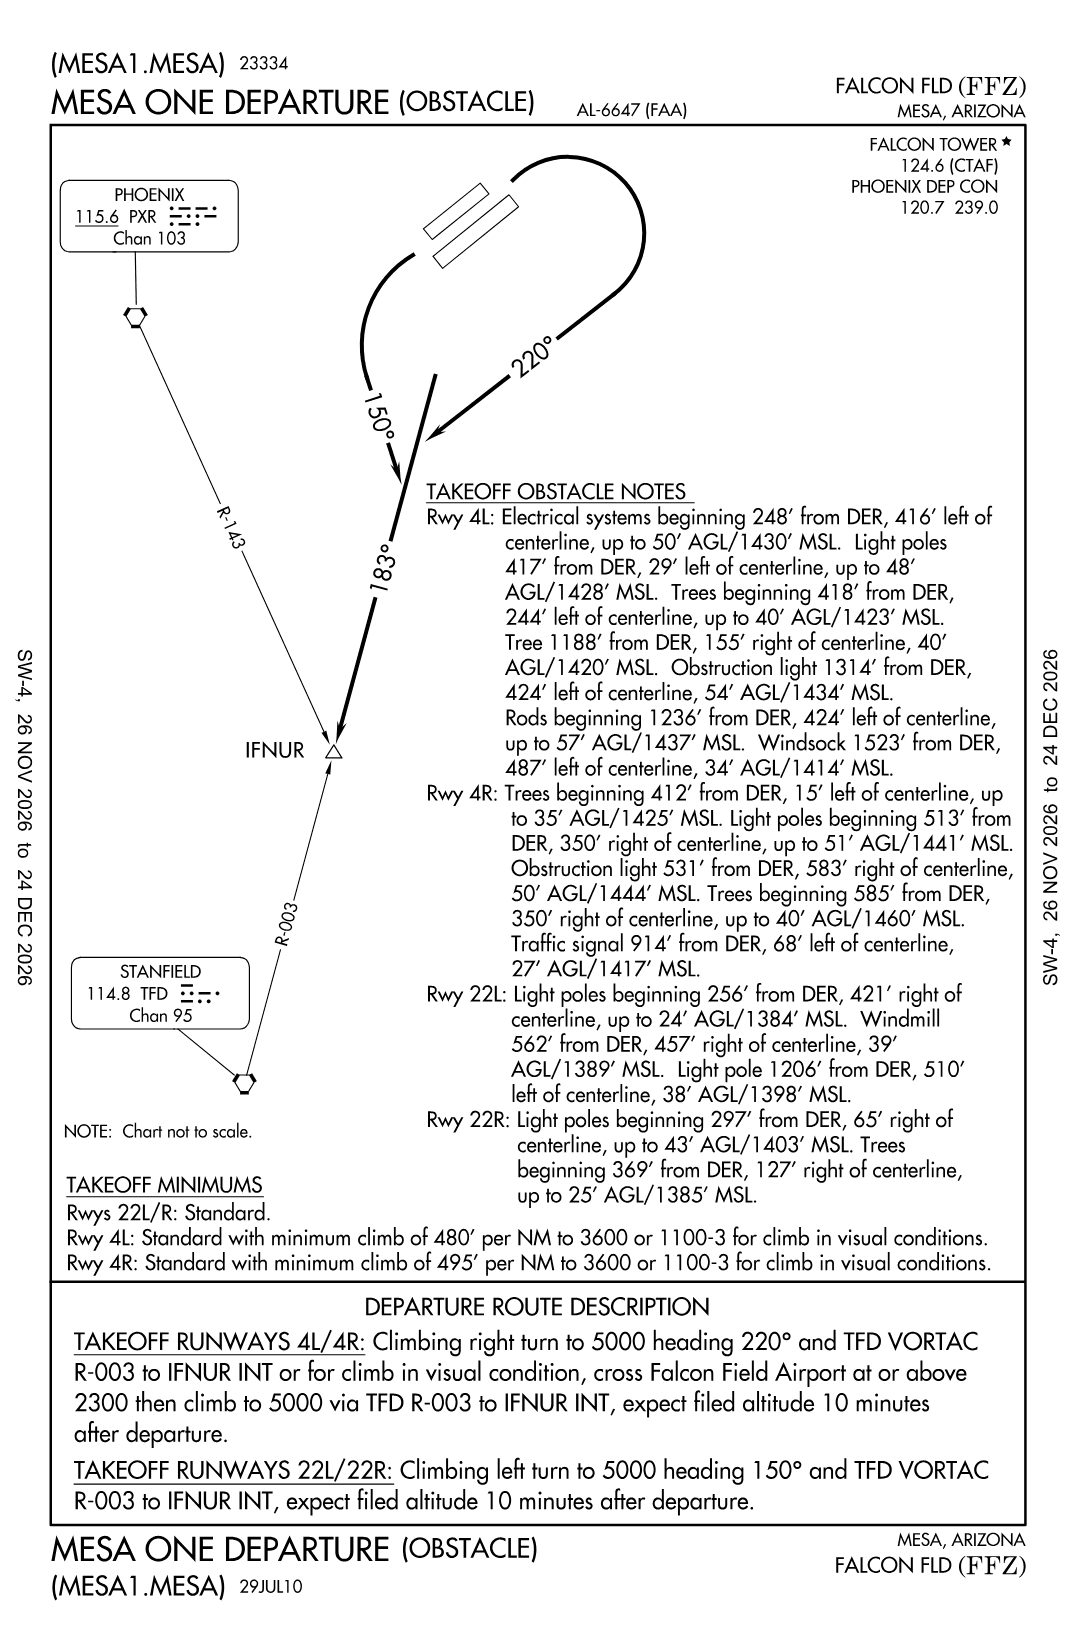 (MESA1.MESA) 23334
MESA ONE DEPARTURE (OBSTACLE)
AL-6647 (FAA)
FALCON FLD (FFZ)
MESA, ARIZONA
FALCON TOWER ★
124.6 (CTAF)
PHOENIX DEP CON
120.7 239.0
PHOENIX
115.6 PXR
Chan 103
220°
150°
183°
R-143
IFNUR
R-003
STANFIELD
114.8 TFD
Chan 95
NOTE: Chart not to scale.
TAKEOFF OBSTACLE NOTES
Rwy 4L: Electrical systems beginning 248' from DER, 416' left of
centerline, up to 50' AGL/1430' MSL. Light poles
417' from DER, 29' left of centerline, up to 48'
AGL/1428' MSL. Trees beginning 418' from DER,
244' left of centerline, up to 40' AGL/1423' MSL.
Tree 1188' from DER, 155' right of centerline, 40'
AGL/1420' MSL. Obstruction light 1314' from DER,
424' left of centerline, 54' AGL/1434' MSL.
Rods beginning 1236' from DER, 424' left of centerline,
up to 57' AGL/1437' MSL. Windsock 1523' from DER,
487' left of centerline, 34' AGL/1414' MSL.
Rwy 4R: Trees beginning 412' from DER, 15' left of centerline, up
to 35' AGL/1425' MSL. Light poles beginning 513' from
DER, 350' right of centerline, up to 51' AGL/1441' MSL.
Obstruction light 531' from DER, 583' right of centerline,
50' AGL/1444' MSL. Trees beginning 585' from DER,
350' right of centerline, up to 40' AGL/1460' MSL.
Traffic signal 914' from DER, 68' left of centerline,
27' AGL/1417' MSL.
Rwy 22L: Light poles beginning 256' from DER, 421' right of
centerline, up to 24' AGL/1384' MSL. Windmill
562' from DER, 457' right of centerline, 39'
AGL/1389' MSL. Light pole 1206' from DER, 510'
left of centerline, 38' AGL/1398' MSL.
Rwy 22R: Light poles beginning 297' from DER, 65' right of
centerline, up to 43' AGL/1403' MSL. Trees
beginning 369' from DER, 127' right of centerline,
up to 25' AGL/1385' MSL.
TAKEOFF MINIMUMS
Rwys 22L/R: Standard.
Rwy 4L: Standard with minimum climb of 480' per NM to 3600 or 1100-3 for climb in visual conditions.
Rwy 4R: Standard with minimum climb of 495' per NM to 3600 or 1100-3 for climb in visual conditions.
DEPARTURE ROUTE DESCRIPTION
TAKEOFF RUNWAYS 4L/4R: Climbing right turn to 5000 heading 220° and TFD VORTAC
R-003 to IFNUR INT or for climb in visual condition, cross Falcon Field Airport at or above
2300 then climb to 5000 via TFD R-003 to IFNUR INT, expect filed altitude 10 minutes
after departure.
TAKEOFF RUNWAYS 22L/22R: Climbing left turn to 5000 heading 150° and TFD VORTAC
R-003 to IFNUR INT, expect filed altitude 10 minutes after departure.
SW-4, 26 NOV 2026 to 24 DEC 2026
SW-4, 26 NOV 2026 to 24 DEC 2026
MESA ONE DEPARTURE (OBSTACLE)
(MESA1.MESA) 29JUL10
MESA, ARIZONA
FALCON FLD (FFZ)